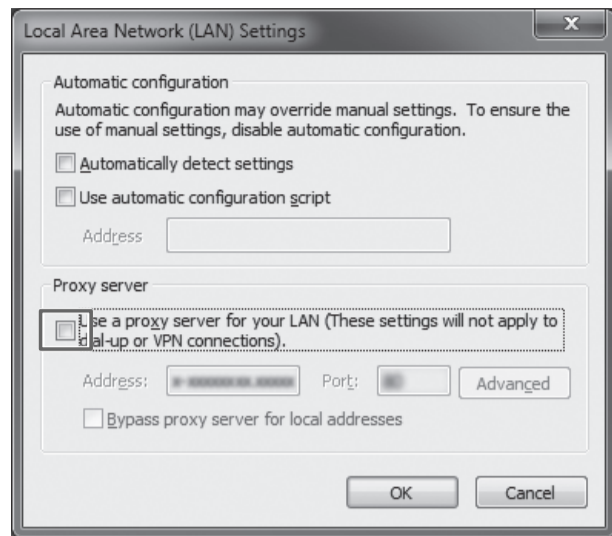 Local Area Network (LAN) Settings
Automatic configuration
Automatic configuration may override manual settings. To ensure the
use of manual settings, disable automatic configuration.
Automatically detect settings
Use automatic configuration script
Address
Proxy server
Use a proxy server for your LAN (These settings will not apply to
dial-up or VPN connections).
Address:
Port:
Advanced
Bypass proxy server for local addresses
OK
Cancel